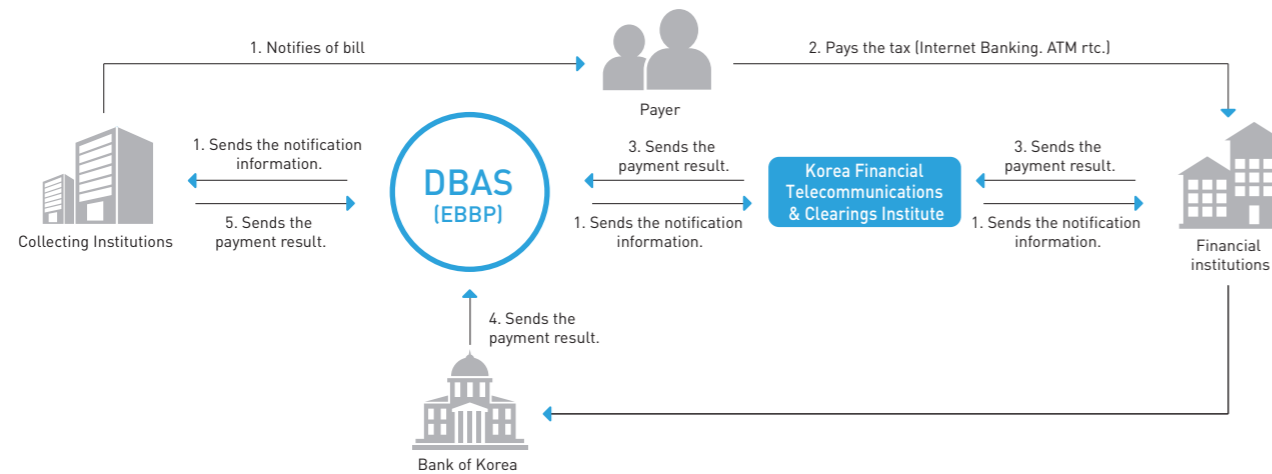 1. Notifies of bill
2. Pays the tax (Internet Banking. ATM rtc.)
Payer
1. Sends the notification
information.
5. Sends the
payment result.
Collecting Institutions
DBAS
(EBBP)
3. Sends the
payment result.
1. Sends the notification
information.
Korea Financial
Telecommunications
& Clearings Institute
3. Sends the
payment result.
1. Sends the notification
information.
Financial
institutions
4. Sends the
payment result.
Bank of Korea